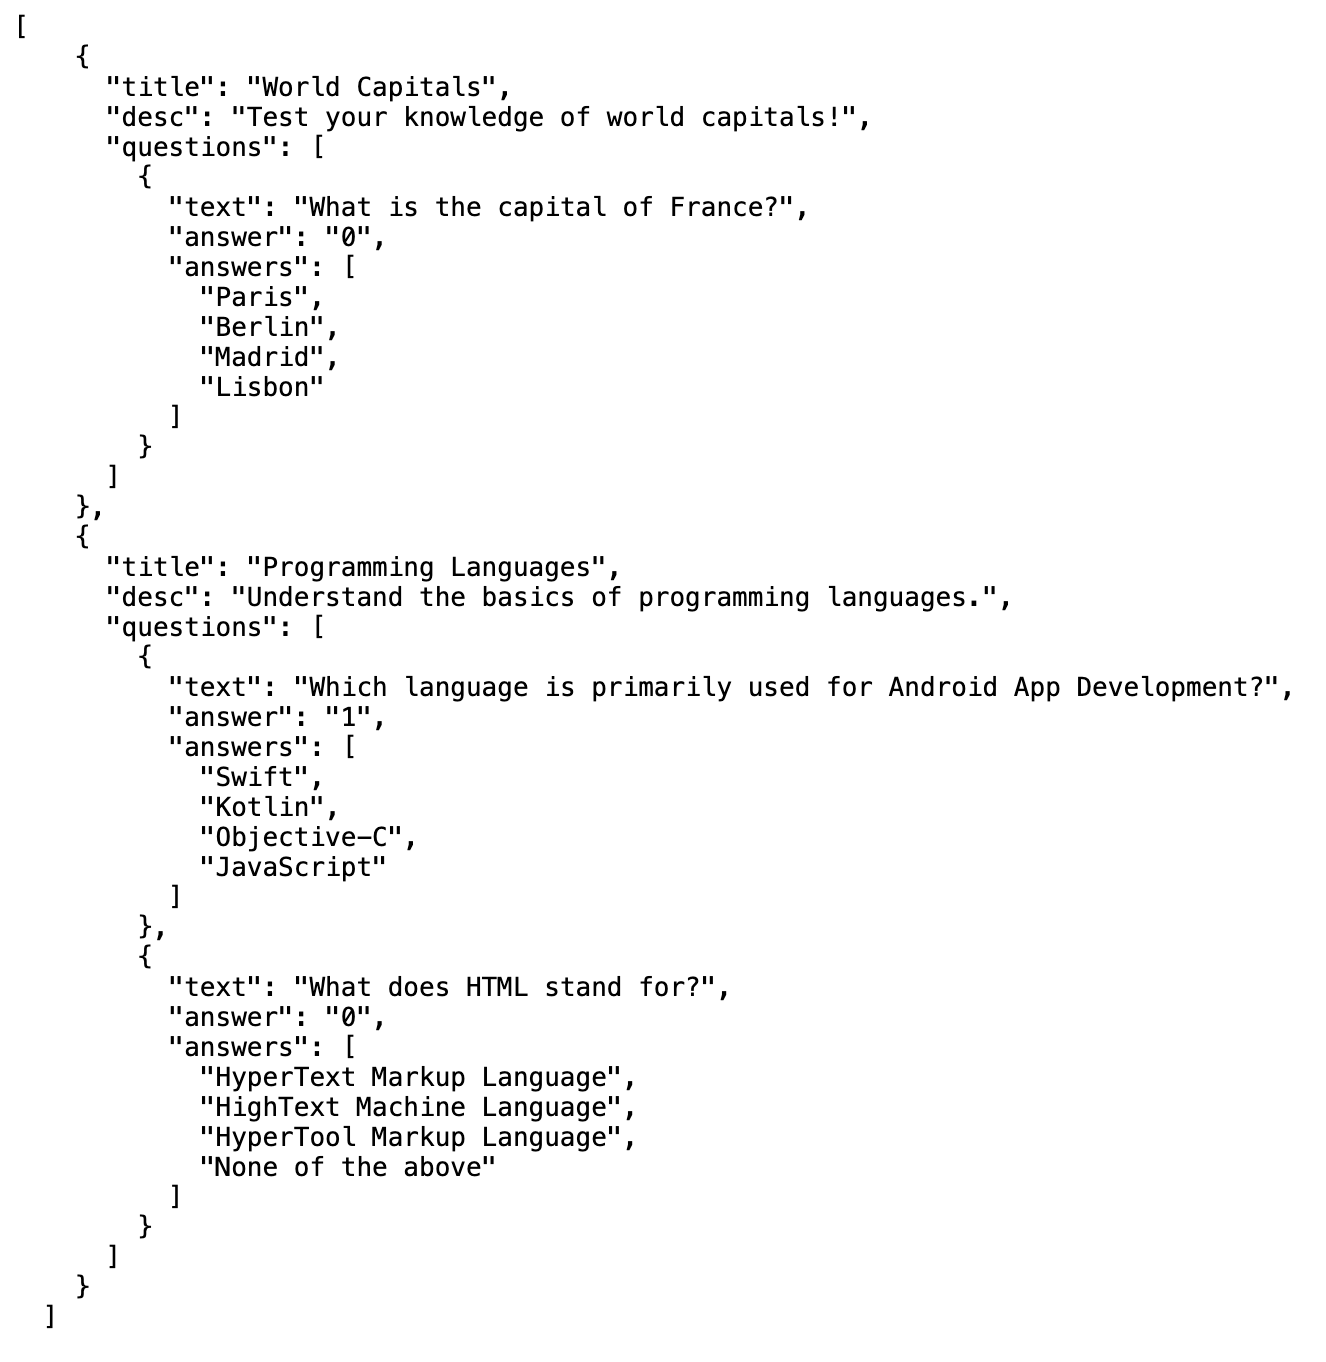 [
    {
      "title": "World Capitals",
      "desc": "Test your knowledge of world capitals!",
      "questions": [
        {
          "text": "What is the capital of France?",
          "answer": "0",
          "answers": [
            "Paris",
            "Berlin",
            "Madrid",
            "Lisbon"
          ]
        }
      ]
    },
    {
      "title": "Programming Languages",
      "desc": "Understand the basics of programming languages.",
      "questions": [
        {
          "text": "Which language is primarily used for Android App Development?",
          "answer": "1",
          "answers": [
            "Swift",
            "Kotlin",
            "Objective-C",
            "JavaScript"
          ]
        },
        {
          "text": "What does HTML stand for?",
          "answer": "0",
          "answers": [
            "HyperText Markup Language",
            "HighText Machine Language",
            "HyperTool Markup Language",
            "None of the above"
          ]
        }
      ]
    }
  ]